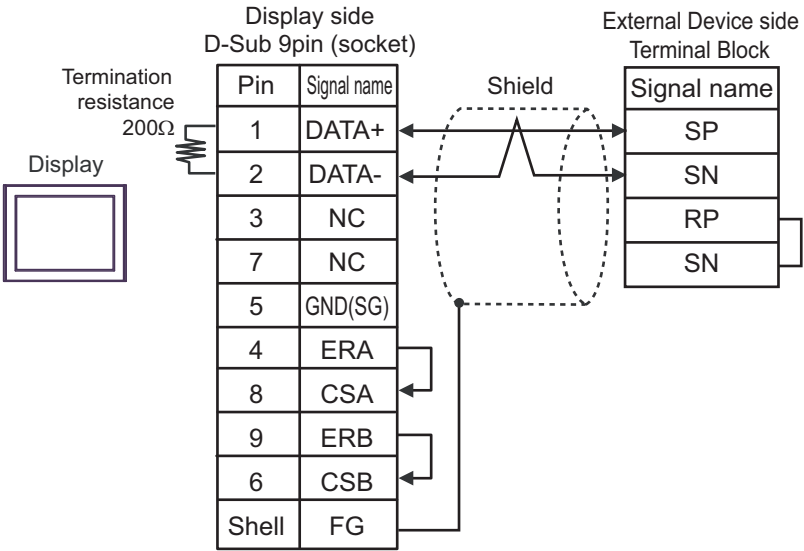 Display side
D-Sub 9pin (socket)
External Device side
Terminal Block
Termination
resistance
200Ω
Display
Shield
Pin Signal name
1 DATA+
2 DATA-
3 NC
7 NC
5 GND(SG)
4 ERA
8 CSA
9 ERB
6 CSB
Shell FG
Signal name
SP
SN
RP
SN